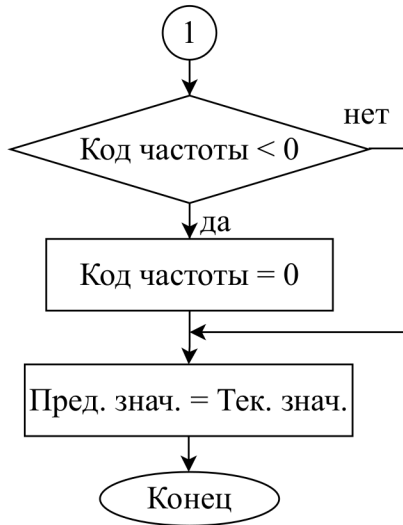 1
Код частоты < 0
нет
да
Код частоты = 0
Пред. знач. = Тек. знач.
Конец